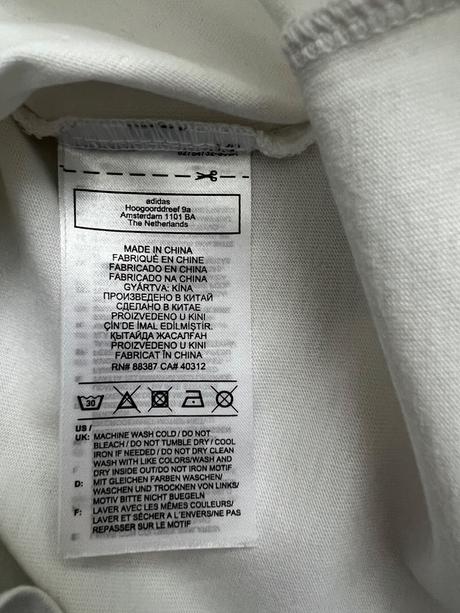 adidas
Hoogoorddreef 9a
Amsterdam 1101 BA
The Netherlands
MADE IN CHINA
FABRIQUÉ EN CHINE
FABRICADO EN CHINA
FABRICADO NA CHINA
GYÁRTVA: KÍNA
ПРОИЗВЕДЕНО В КИТАЙ
СДЕЛАНО В КИТАЕ
PROIZVEDENO U KINI
ÇİN'DE İMAL EDİLMİŞTİR.
ҚЫТАЙДА ЖАСАЛҒАН
PROIZVEDENO U KINI
FABRICAT ÎN CHINA
RN# 88387 CA# 40312
30
US /
UK: MACHINE WASH COLD / DO NOT
BLEACH / DO NOT TUMBLE DRY / COOL
IRON IF NEEDED / DO NOT DRY CLEAN
WASH WITH LIKE COLORS/WASH AND
DRY INSIDE OUT/DO NOT IRON MOTIF
D: MIT GLEICHEN FARBEN WASCHEN/
WASCHEN UND TROCKNEN VON LINKS/
MOTIV BITTE NICHT BUEGELN
F: LAVER AVEC LES MÊMES COULEURS/
LAVER ET SÉCHER A L'ENVERS/NE PAS
REPASSER SUR LE MOTIF